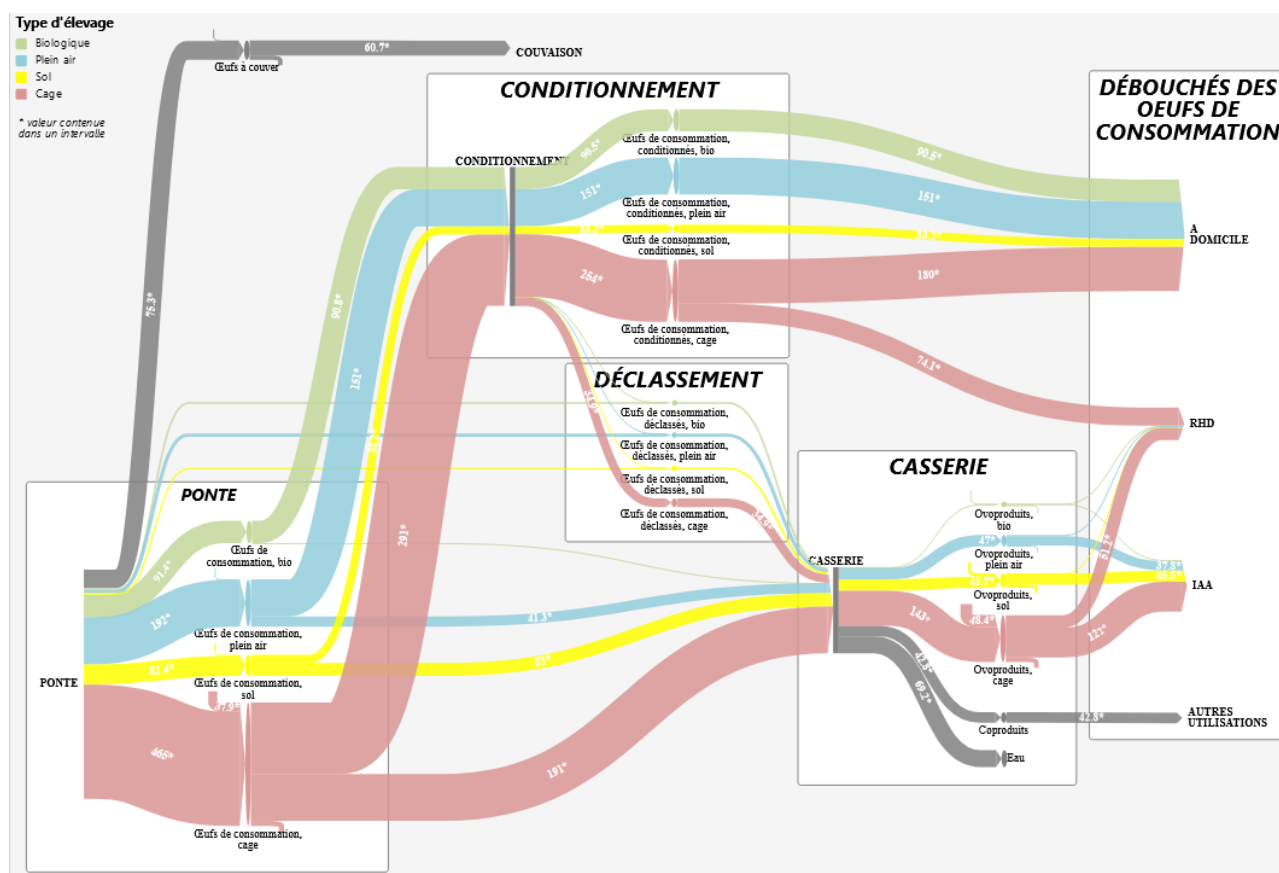 Type d'élevage
Biologique
Plein air
Sol
Cage
* valeur contenue
dans un intervalle
60.7*
COUVAISON
Œufs à couver
75.3*
CONDITIONNEMENT
CONDITIONNEMENT
90.5*
Œufs de consommation,
conditionnés, bio
151*
Œufs de consommation,
conditionnés, plein air
Œufs de consommation,
conditionnés, sol
254*
Œufs de consommation,
conditionnés, cage
DÉBOUCHÉS DES
OEUFS DE
CONSOMMATION
90.5*
151*
180*
74.1*
A
DOMICILE
RHD
IAA
AUTRES
UTILISATIONS
90.8*
151*
291*
DÉCLASSEMENT
Œufs de consommation,
déclassés, bio
Œufs de consommation,
déclassés, plein air
Œufs de consommation,
déclassés, sol
Œufs de consommation,
déclassés, cage
PONTE
PONTE
91.4*
Œufs de
consommation, bio
192*
Œufs de consommation,
plein air
82.4*
Œufs de consommation,
sol
465*
Œufs de consommation,
cage
41.3*
191*
CASSERIE
CASSERIE
Ovoproduits,
bio
47*
Ovoproduits,
plein air
Ovoproduits,
sol
143*
48.4*
Ovoproduits,
cage
61.2*
37.8*
122*
42.8*
69.2*
Coproduits
42.8*
Eau